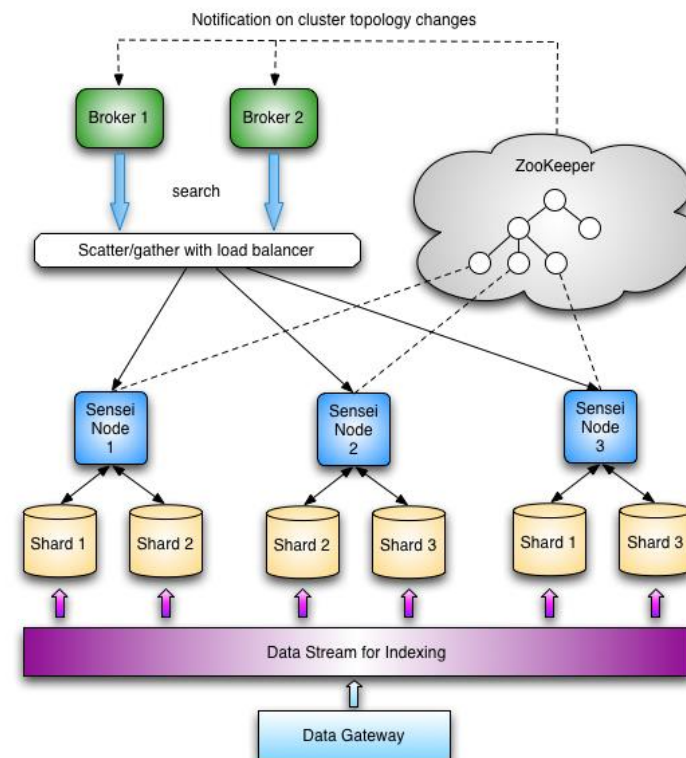 Notification on cluster topology changes
Broker 1
Broker 2
ZooKeeper
search
Scatter/gather with load balancer
Sensei
Node
1
Sensei
Node
2
Sensei
Node
3
Shard 1
Shard 2
Shard 2
Shard 3
Shard 1
Shard 3
Data Stream for Indexing
Data Gateway